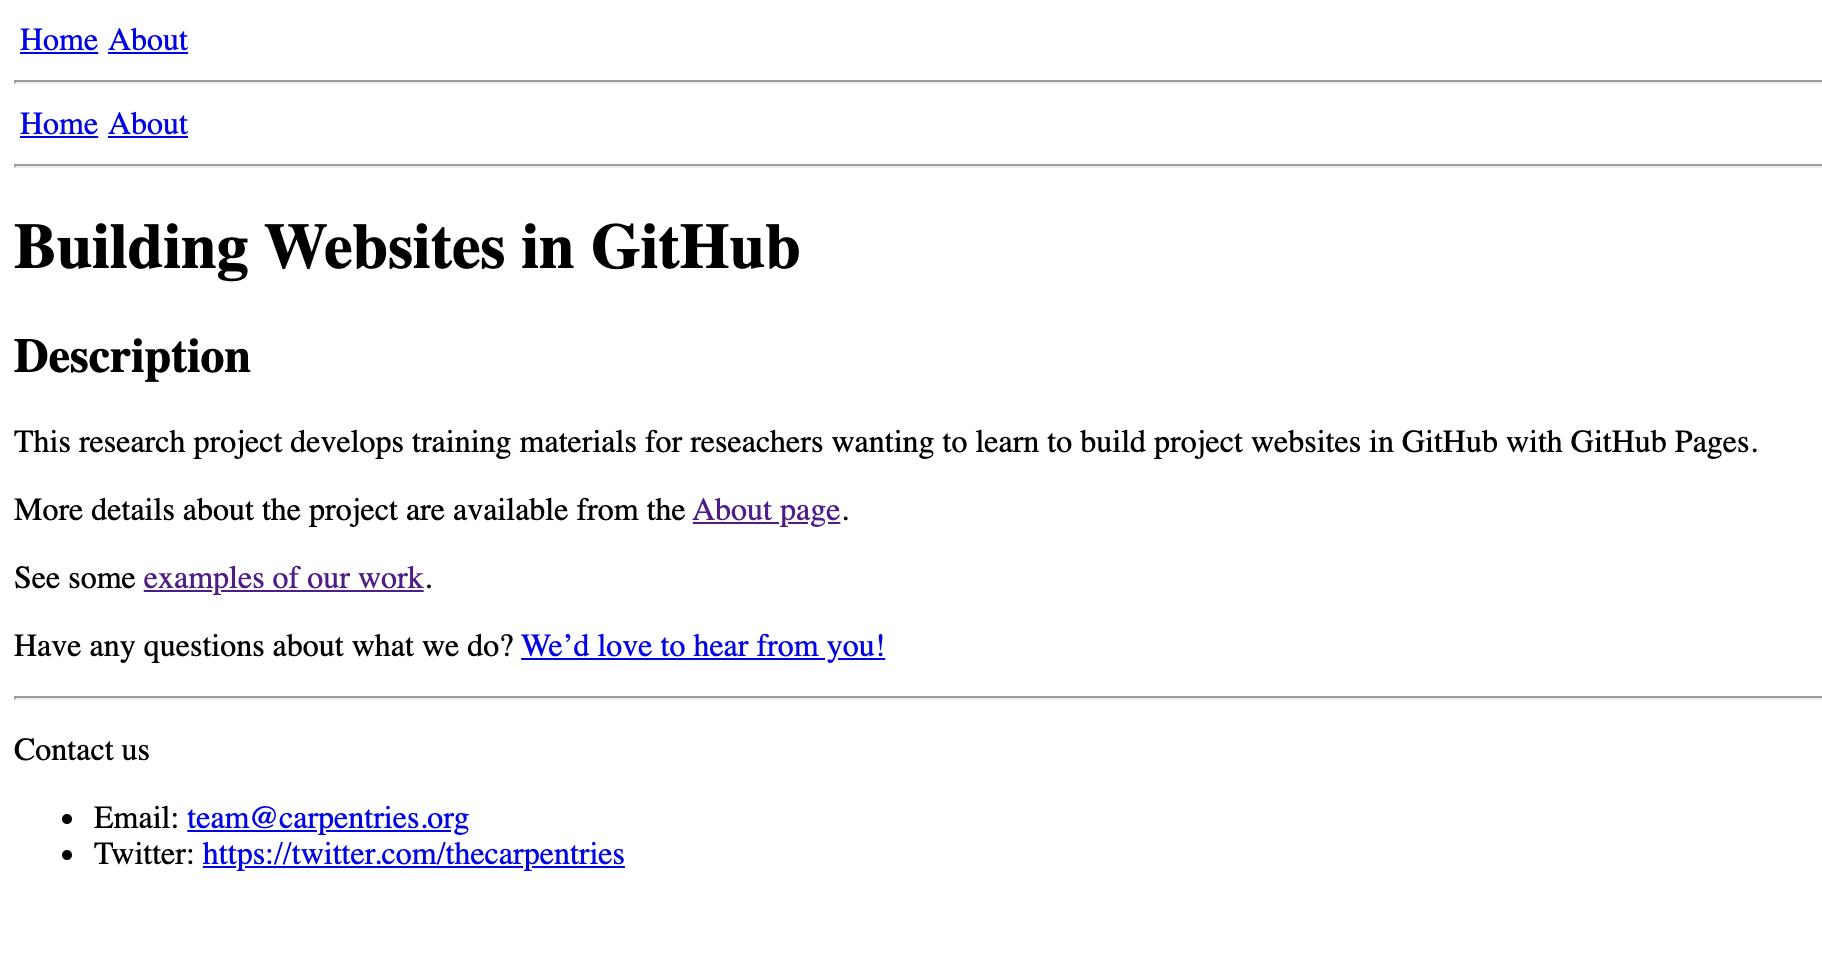 Home About
Home About
Building Websites in GitHub
Description
This research project develops training materials for reseachers wanting to learn to build project websites in GitHub with GitHub Pages.
More details about the project are available from the About page.
See some examples of our work.
Have any questions about what we do? We’d love to hear from you!
Contact us
• Email: team@carpentries.org
• Twitter: https://twitter.com/thecarpentries